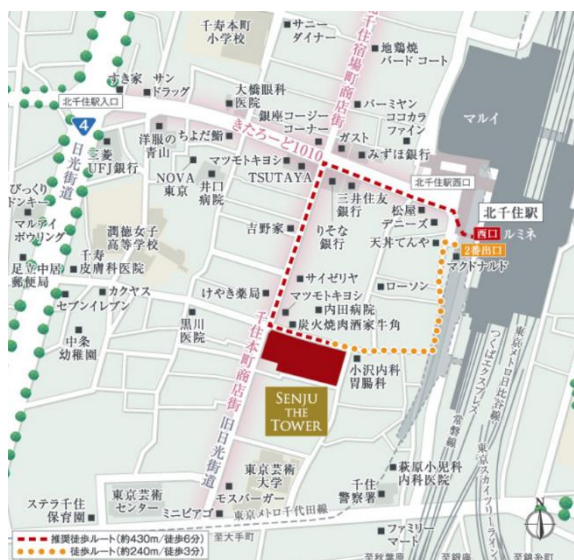 千寿本町
小学校
サニー
ダイナー
北千住宿場町商店街
地鶏焼
バード コート
すき家
サン
ドラッグ
大橋眼科
医院
バーミヤン
マルイ
北千住駅入口
銀座コージー
コーナー
ココカラ
ファイン
4
日光街道
きたろーど1010
ガスト
三菱
UFJ銀行
洋服の
青山
ちよだ鮨
マツモトキヨシ
みずほ銀行
NOVA
東京
井口
病院
TSUTAYA
北千住駅西口
びっくり
ドンキー
三井住友
銀行
松屋
デニーズ
北千住駅
マルアイ
ボウリング
潤徳女子
高等学校
吉野家
りそな
銀行
西口
ルミネ
天丼てんや
2番出口
足立中居
郵便局
千寿
皮膚科医院
マクドナルド
サイゼリヤ
カクヤス
セブンイレブン
けやき薬局
マツモトキヨシ
ローソン
内田病院
黒川
医院
炭火焼肉酒家牛角
中条
幼稚園
千住本町商店街
旧日光街道
小沢内科
胃腸科
SENJU
THE
TOWER
つくばエクスプレス
東京メトロ日比谷線
常磐線
東京スカイツリーライン
東京芸術
大学
萩原小児科
内科医院
ステラ千住
保育園
東京芸術
センター
モスバーガー
千住
警察署
ミニピアゴ
東京メトロ千代田線
ファミリー
マート
N
推奨徒歩ルート(約430m/徒歩6分)
徒歩ルート(約240m/徒歩3分)
至大手町
至秋葉原
至銀座
至錦糸町